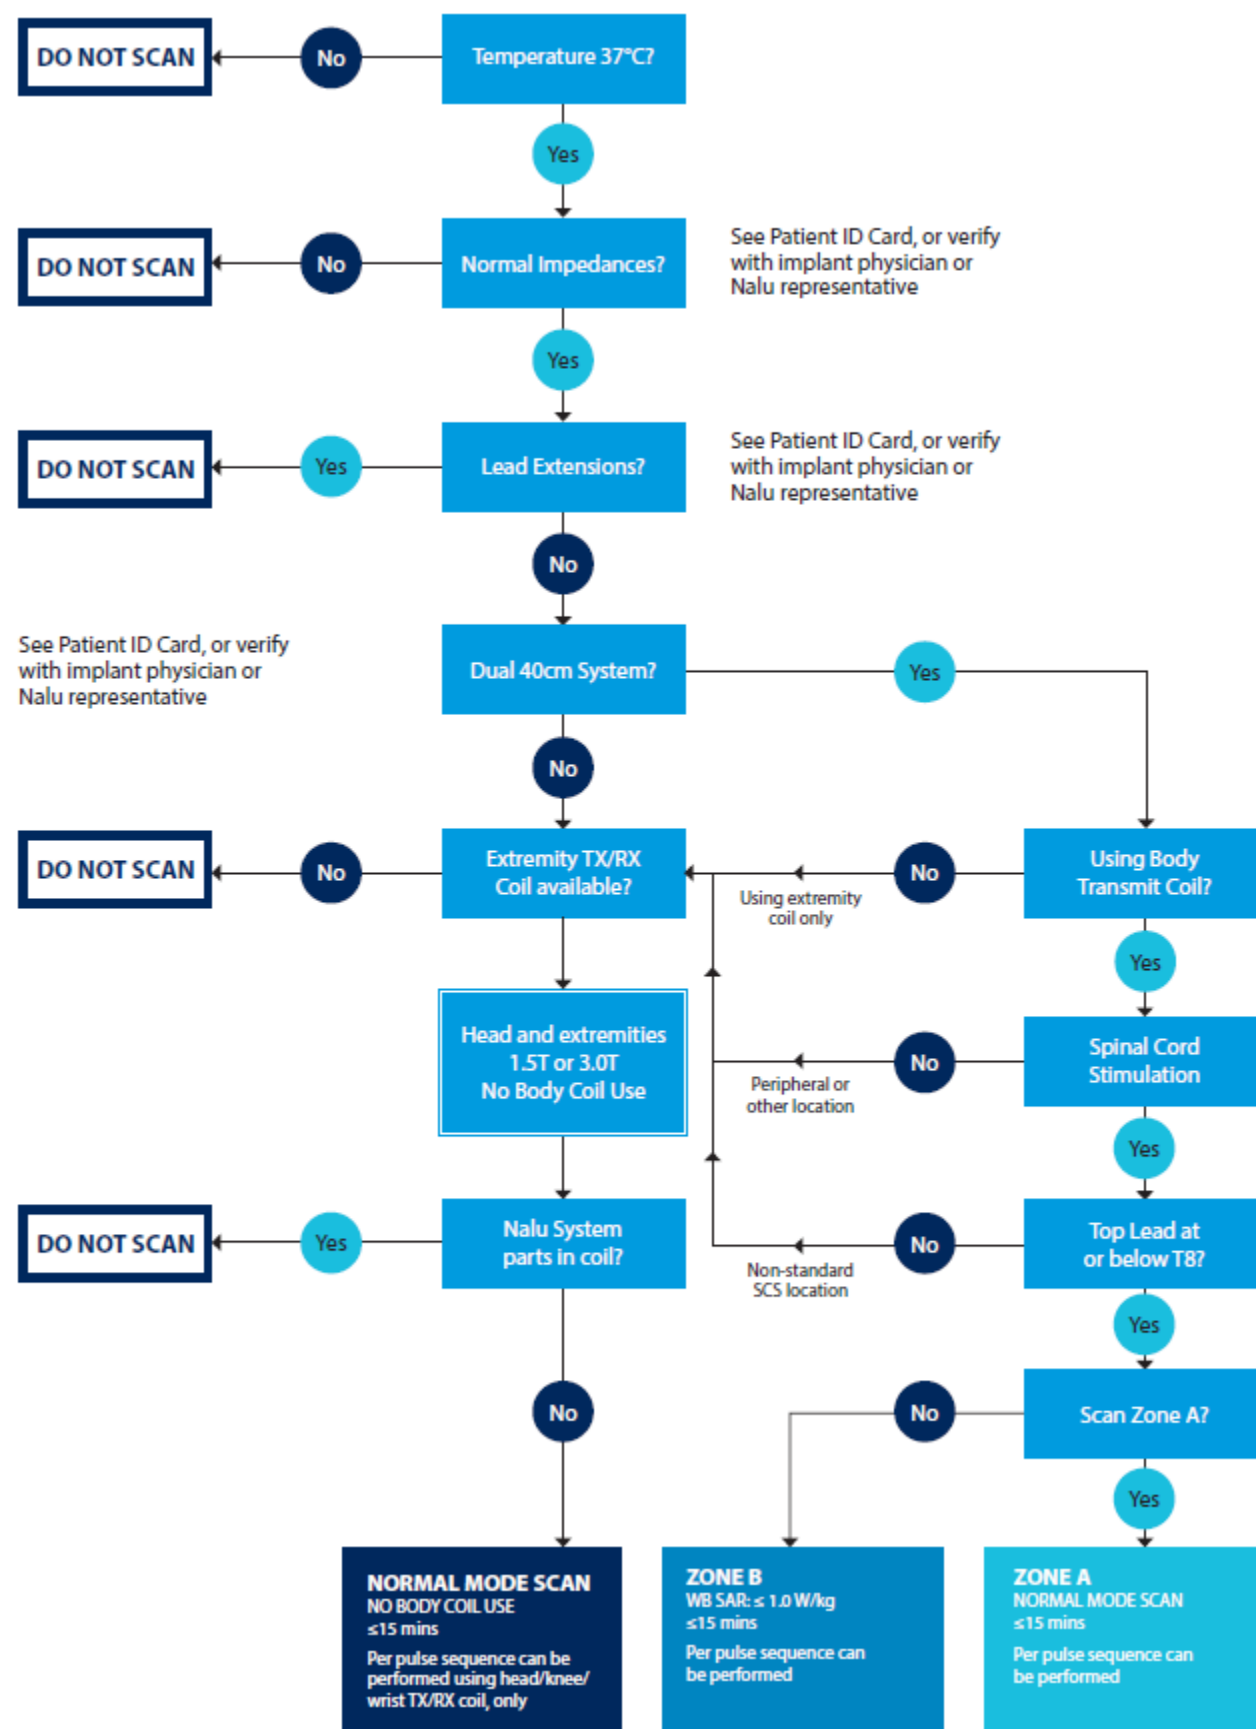 DO NOT SCAN
No
Temperature 37°C?
Yes
DO NOT SCAN
No
Normal Impedances?
See Patient ID Card, or verify
with implant physician or
Nalu representative
Yes
DO NOT SCAN
Yes
Lead Extensions?
See Patient ID Card, or verify
with implant physician or
Nalu representative
No
See Patient ID Card, or verify
with implant physician or
Nalu representative
Dual 40cm System?
Yes
No
DO NOT SCAN
No
Extremity TX/RX
Coil available?
Using extremity
coil only
No
Using Body
Transmit Coil?
Yes
Head and extremities
1.5T or 3.0T
No Body Coil Use
Peripheral or
other location
No
Spinal Cord
Stimulation
Yes
DO NOT SCAN
Yes
Nalu System
parts in coil?
Non-standard
SCS location
No
Top Lead at
or below T8?
Yes
No
No
Scan Zone A?
Yes
NORMAL MODE SCAN
NO BODY COIL USE
≤15 mins
Per pulse sequence can be
performed using head/knee/
wrist TX/RX coil, only
ZONE B
WB SAR: ≤ 1.0 W/kg
≤15 mins
Per pulse sequence can
be performed
ZONE A
NORMAL MODE SCAN
≤15 mins
Per pulse sequence can
be performed